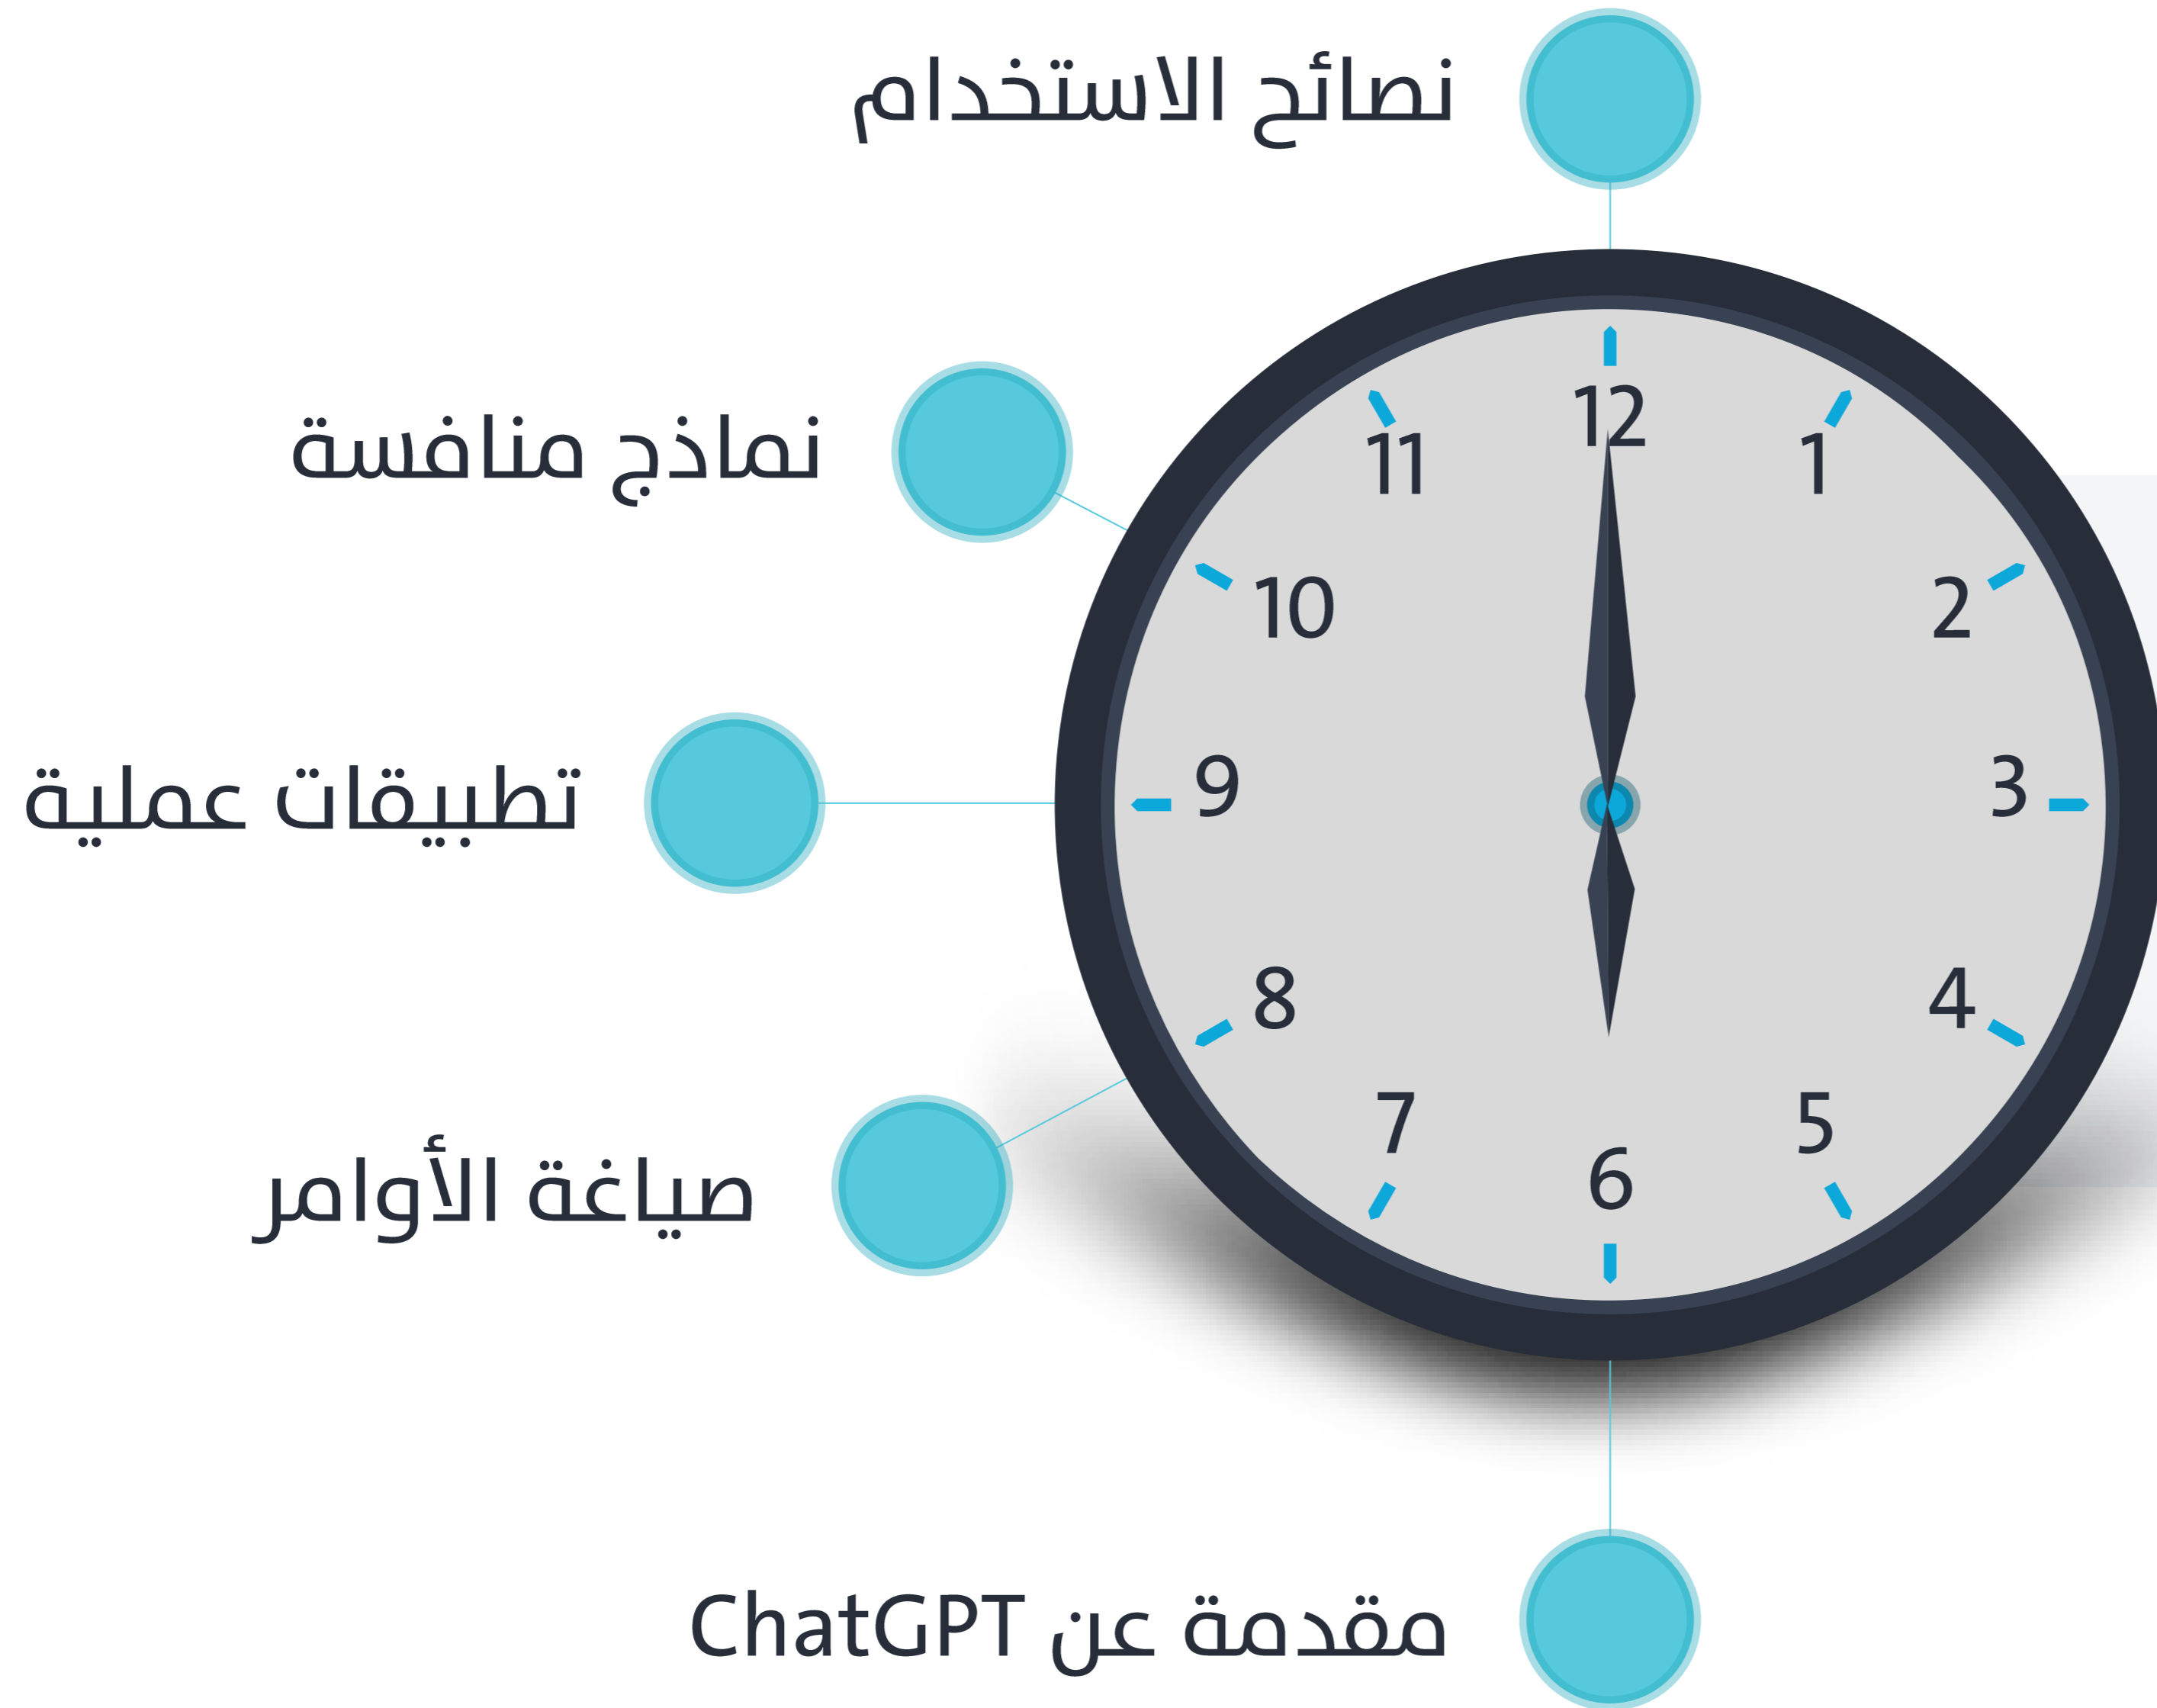 نصائح الاستخدام
نماذج منافسة
تطبيقات عملية
صياغة الأوامر
مقدمة عن ChatGPT
12
1
2
3
4
5
6
7
8
9
10
11